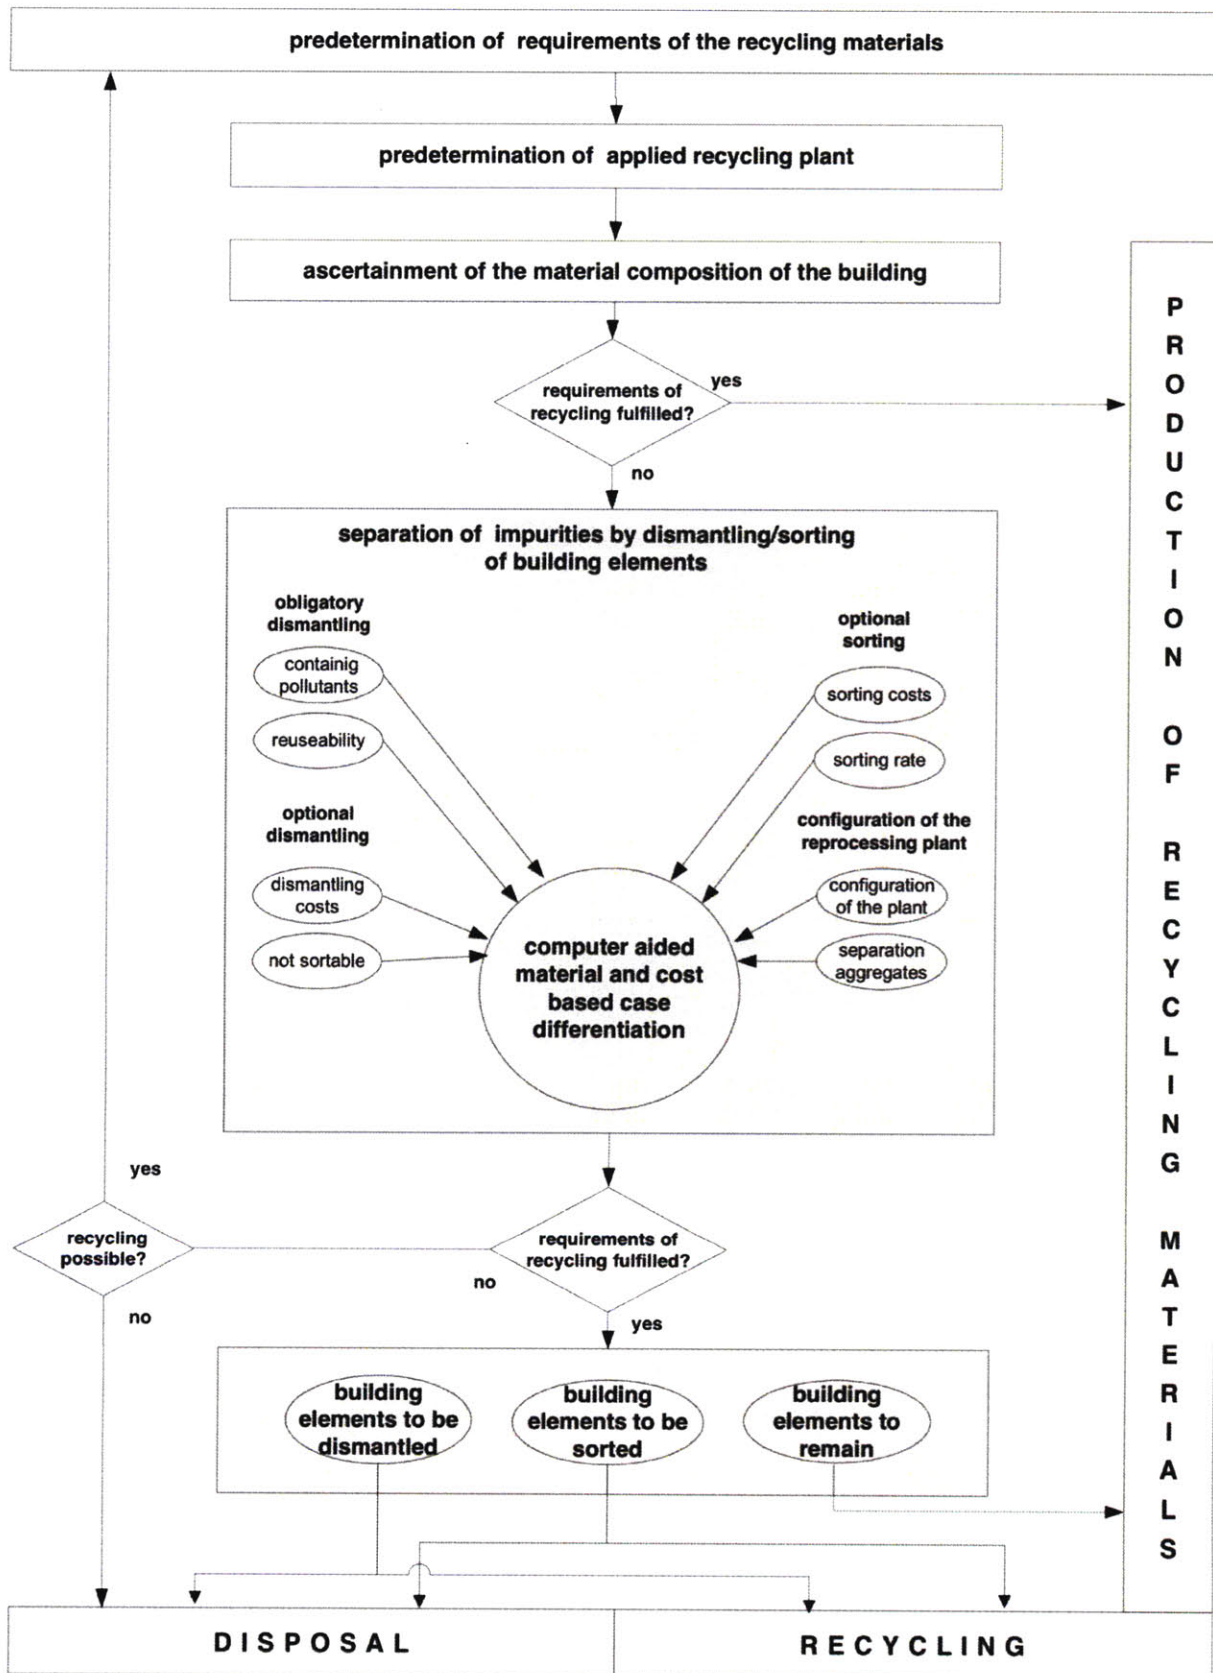 predetermination of requirements of the recycling materials
predetermination of applied recycling plant
ascertainment of the material composition of the building
requirements of
recycling fulfilled?
yes
no
separation of impurities by dismantling/sorting
of building elements
obligatory
dismantling
containig
pollutants
reuseability
optional
dismantling
dismantling
costs
not sortable
optional
sorting
sorting costs
sorting rate
configuration of the
reprocessing plant
configuration
of the plant
separation
aggregates
computer aided
material and cost
based case
differentiation
yes
recycling
possible?
no
requirements of
recycling fulfilled?
no
yes
building
elements to be
dismantled
building
elements to be
sorted
building
elements to
remain
PRODUCTION OF RECYCLING MATERIALS
DISPOSAL
RECYCLING